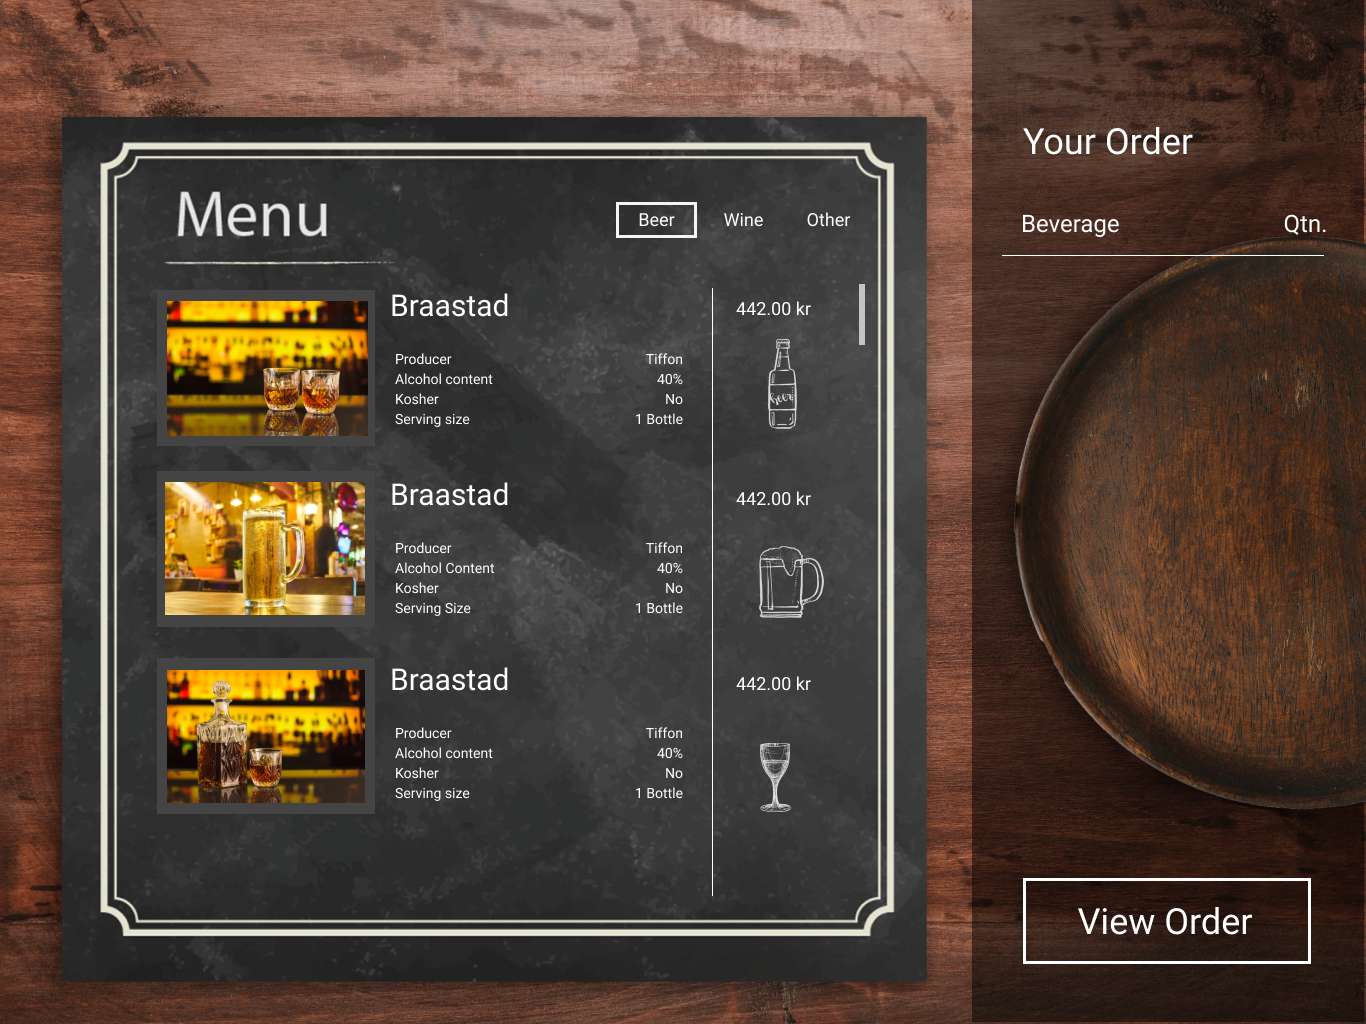 Menu
Beer Wine Other
Braastad
442.00 kr
Producer Tiffon
Alcohol content 40%
Kosher No
Serving size 1 Bottle
beer
Braastad
442.00 kr
Producer Tiffon
Alcohol Content 40%
Kosher No
Serving Size 1 Bottle
Braastad
442.00 kr
Producer Tiffon
Alcohol content 40%
Kosher No
Serving size 1 Bottle
Your Order
Beverage Qtn.
View Order